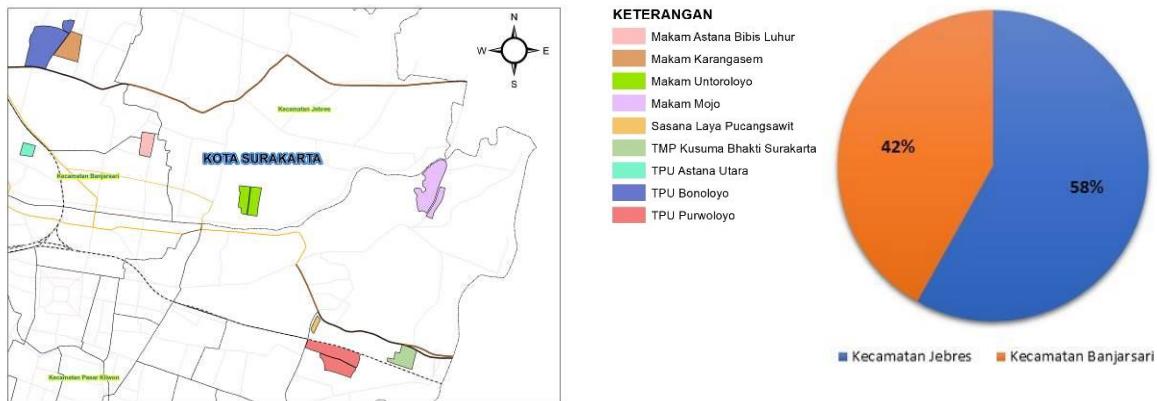 N
W
E
S
Kecamatan Jebres
KOTA SURAKARTA
Kecamatan Banjarsari
Kecamatan Pasar Kliwon
KETERANGAN
Makam Astana Bibis Luhur
Makam Karangasem
Makam Untoroloyo
Makam Mojo
Sasana Laya Pucangsawit
TMP Kusuma Bhakti Surakarta
TPU Astana Utara
TPU Bonoloyo
TPU Purwoloyo
42%
58%
Kecamatan Jebres
Kecamatan Banjarsari